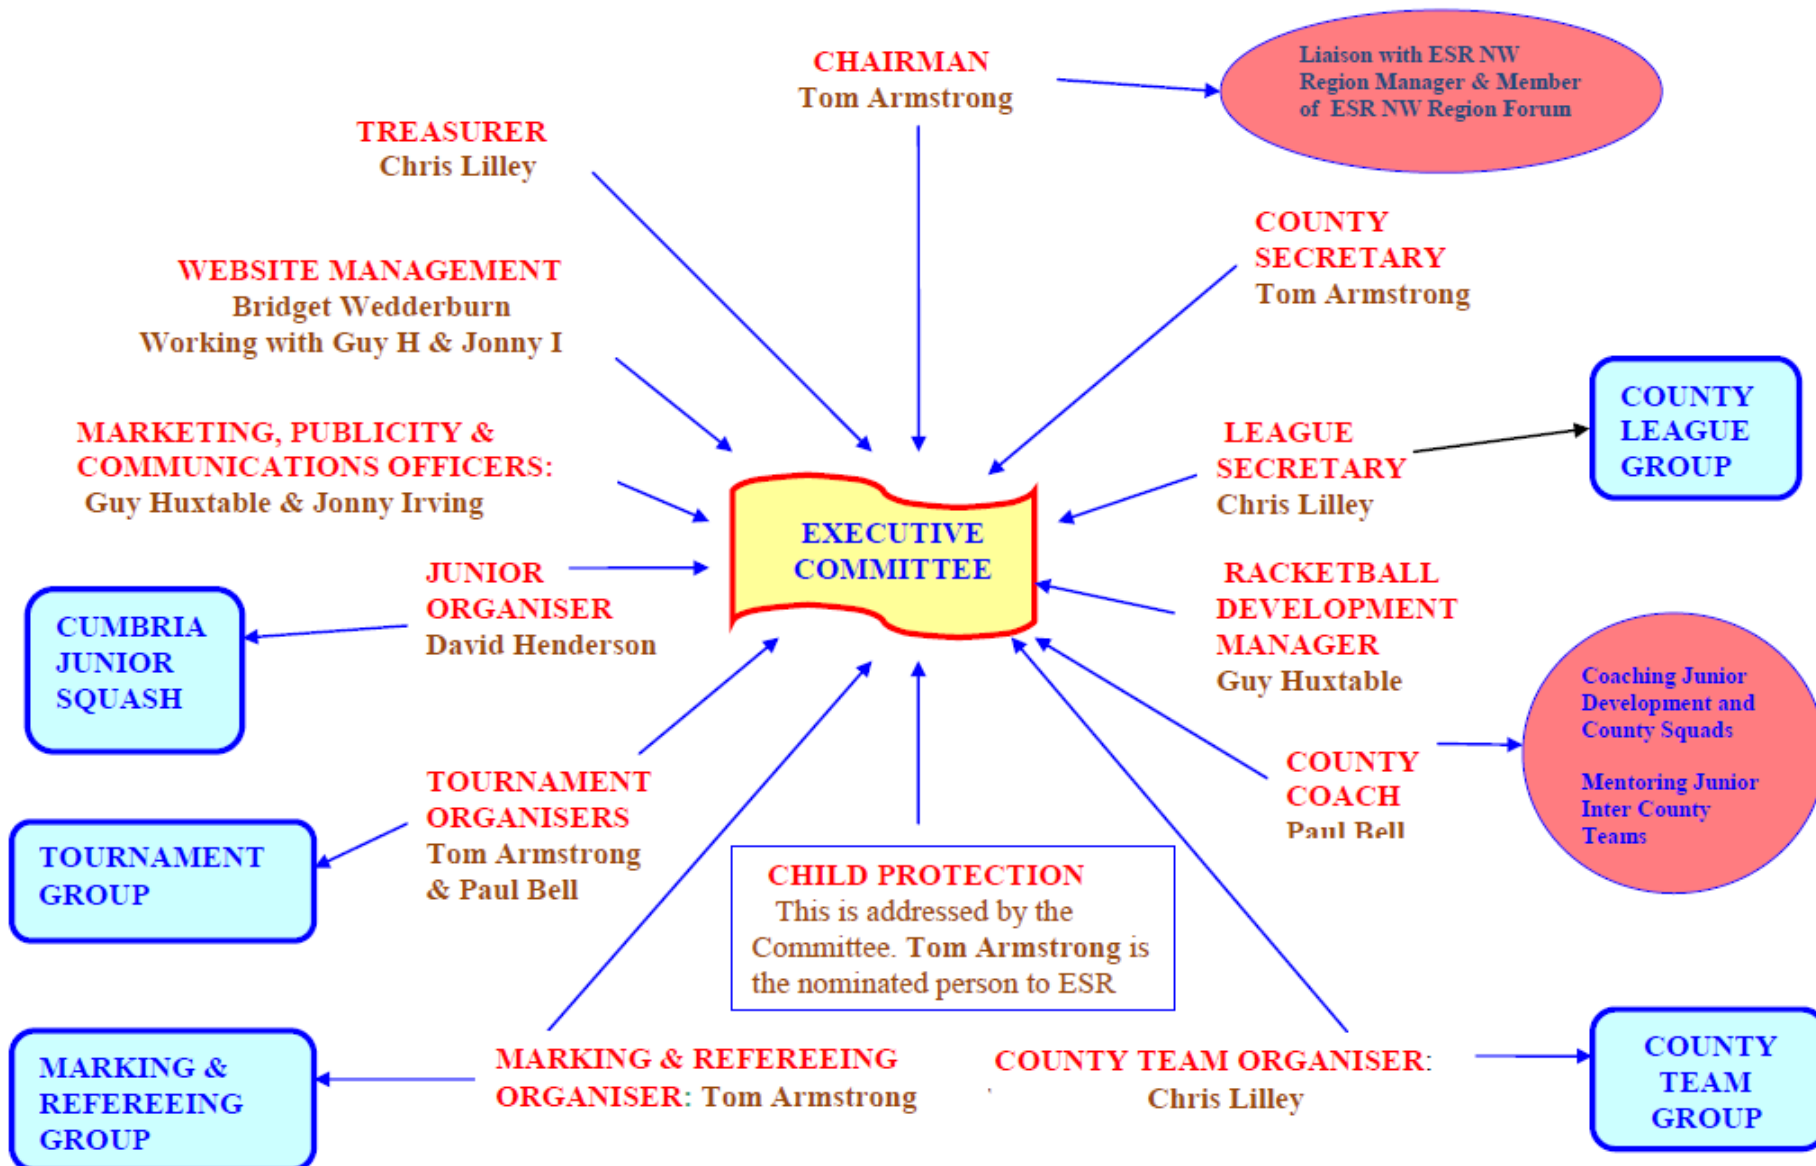 CHAIRMAN
Tom Armstrong
Liaison with ESR NW
Region Manager & Member
of ESR NW Region Forum
TREASURER
Chris Lilley
COUNTY
SECRETARY
Tom Armstrong
WEBSITE MANAGEMENT
Bridget Wedderburn
Working with Guy H & Jonny I
MARKETING, PUBLICITY &
COMMUNICATIONS OFFICERS:
Guy Huxtable & Jonny Irving
LEAGUE
SECRETARY
Chris Lilley
COUNTY
LEAGUE
GROUP
EXECUTIVE
COMMITTEE
JUNIOR
ORGANISER
David Henderson
CUMBRIA
JUNIOR
SQUASH
RACKETBALL
DEVELOPMENT
MANAGER
Guy Huxtable
COUNTY
COACH
Paul Bell
Coaching Junior
Development and
County Squads
Mentoring Junior
Inter County
Teams
TOURNAMENT
ORGANISERS
Tom Armstrong
& Paul Bell
TOURNAMENT
GROUP
CHILD PROTECTION
This is addressed by the
Committee. Tom Armstrong is
the nominated person to ESR
MARKING &
REFEREEING
GROUP
MARKING & REFEREEING
ORGANISER: Tom Armstrong
COUNTY TEAM ORGANISER:
Chris Lilley
COUNTY
TEAM
GROUP